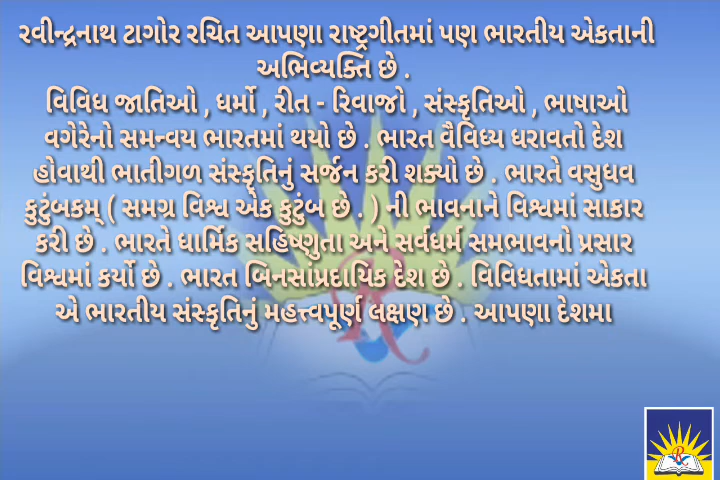 રવીન્દ્રનાથ ટાગોર રચિત આપણા રાષ્ટ્રગીતમાં પણ ભારતીય એકતાની
અભિવ્યક્તિ છે .
વિવિધ જાતિઓ , ધર્મો , રીત - રિવાજો , સંસ્કૃતિઓ , ભાષાઓ
વગેરેનો સમન્વય ભારતમાં થયો છે . ભારત વૈવિધ્ય ધરાવતો દેશ
હોવાથી ભાતીગળ સંસ્કૃતિનું સર્જન કરી શક્યો છે . ભારતે વસુધવ
કુટુંબકમ્ ( સમગ્ર વિશ્વ એક કુટુંબ છે . ) ની ભાવનાને વિશ્વમાં સાકાર
કરી છે . ભારતે ધાર્મિક સહિષ્ણુતા અને સર્વધર્મ સમભાવનો પ્રસાર
વિશ્વમાં કર્યો છે . ભારત બિનસાંપ્રદાયિક દેશ છે . વિવિધતામાં એકતા
એ ભારતીય સંસ્કૃતિનું મહત્ત્વપૂર્ણ લક્ષણ છે . આપણા દેશમા